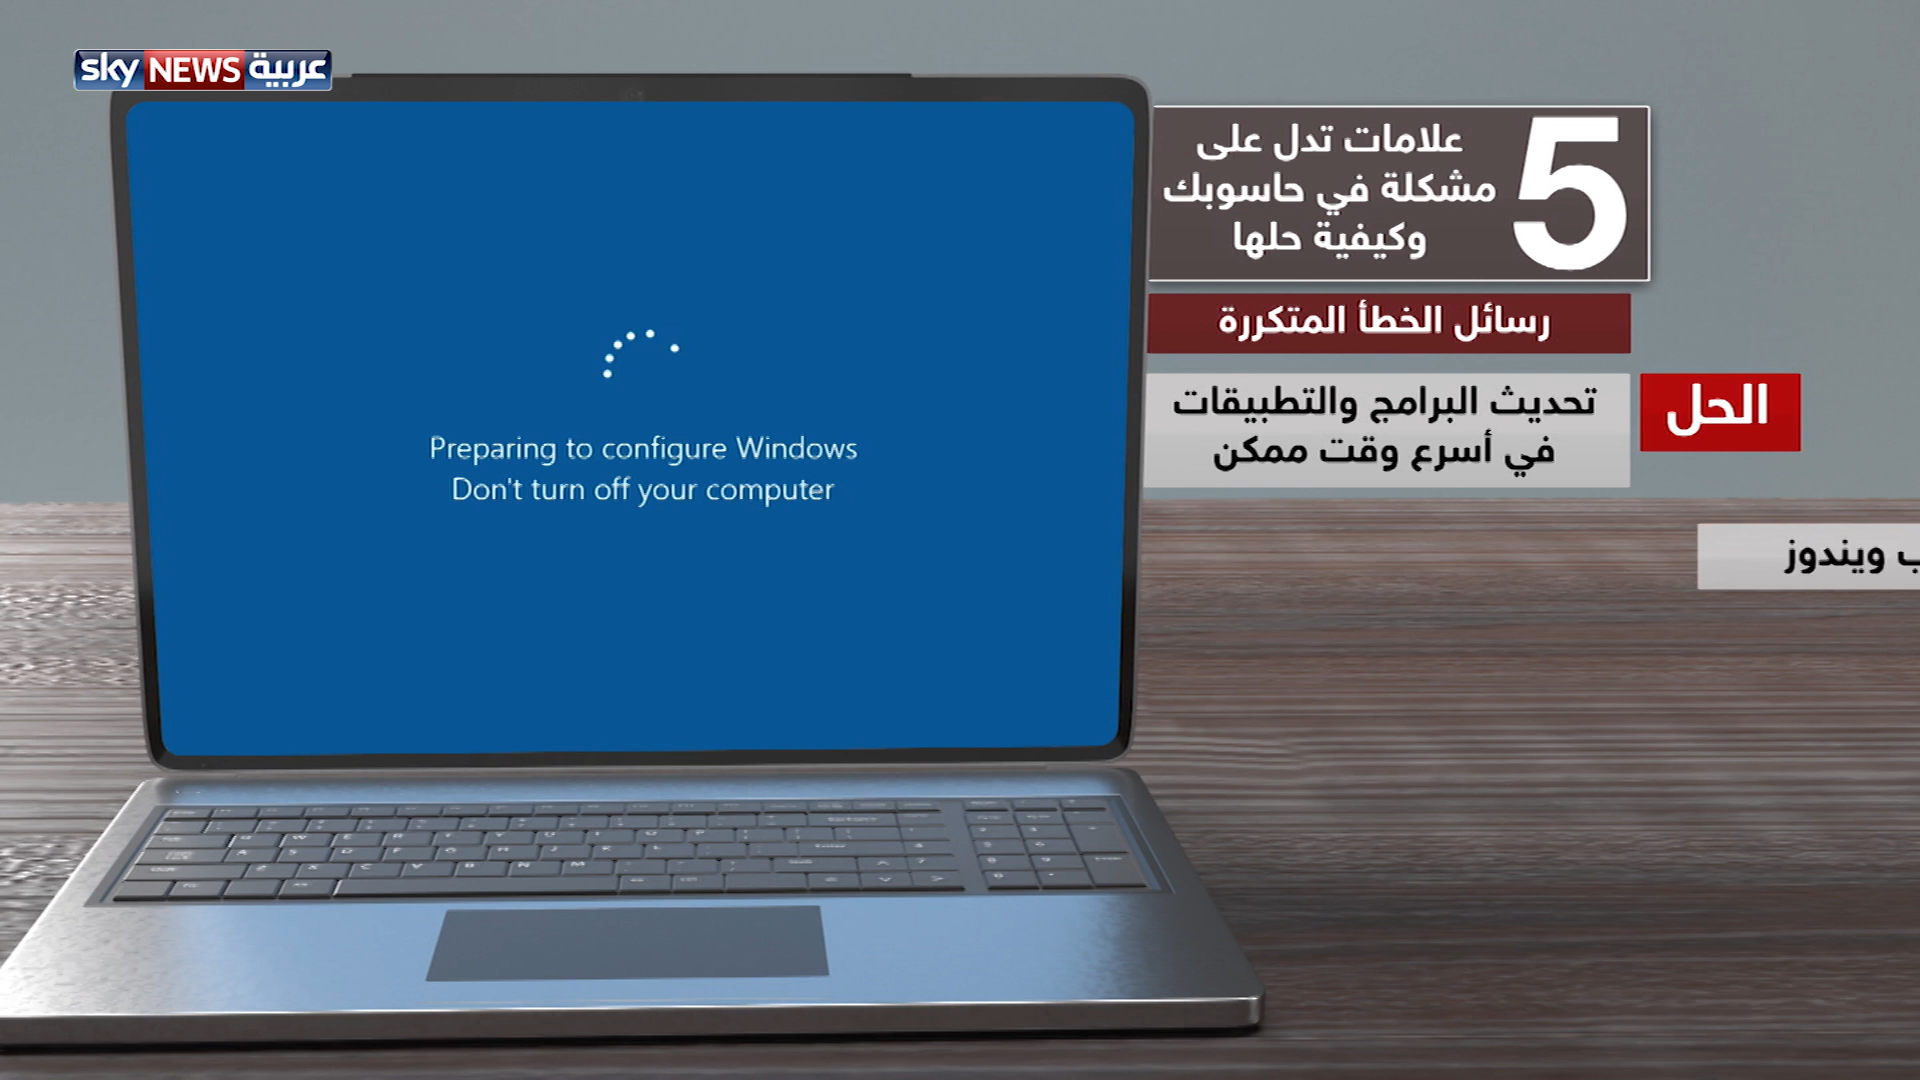 sky NEWS عربية
5
علامات تدل على
مشكلة في حاسوبك
وكيفية حلها
رسائل الخطأ المتكررة
الحل
تحديث البرامج والتطبيقات
في أسرع وقت ممكن
ويندوز
Preparing to configure Windows
Don't turn off your computer